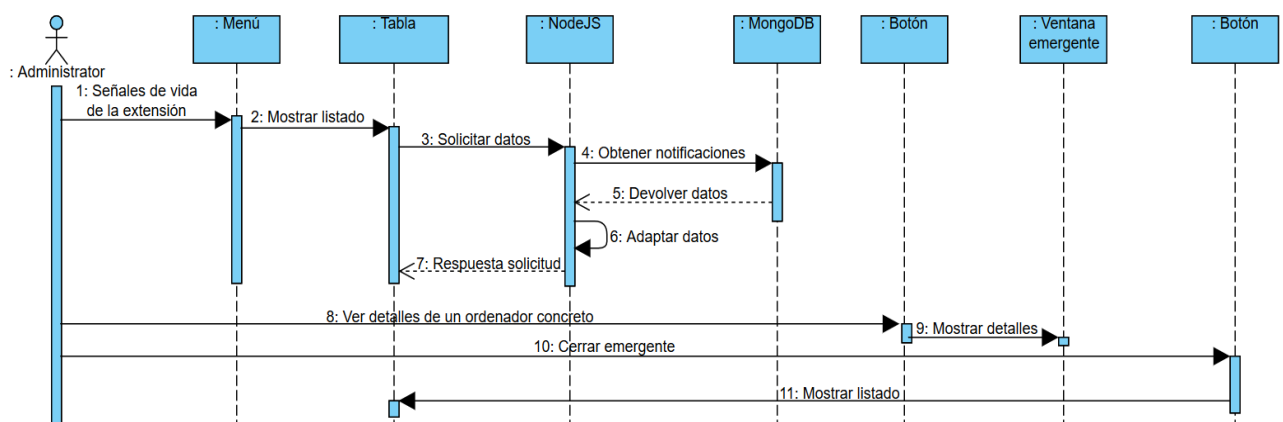 : Administrator
: Menú
: Tabla
: NodeJS
: MongoDB
: Botón
: Ventana
emergente
: Botón
1: Señales de vida
de la extensión
2: Mostrar listado
3: Solicitar datos
4: Obtener notificaciones
5: Devolver datos
6: Adaptar datos
7: Respuesta solicitud
8: Ver detalles de un ordenador concreto
9: Mostrar detalles
10: Cerrar emergente
11: Mostrar listado